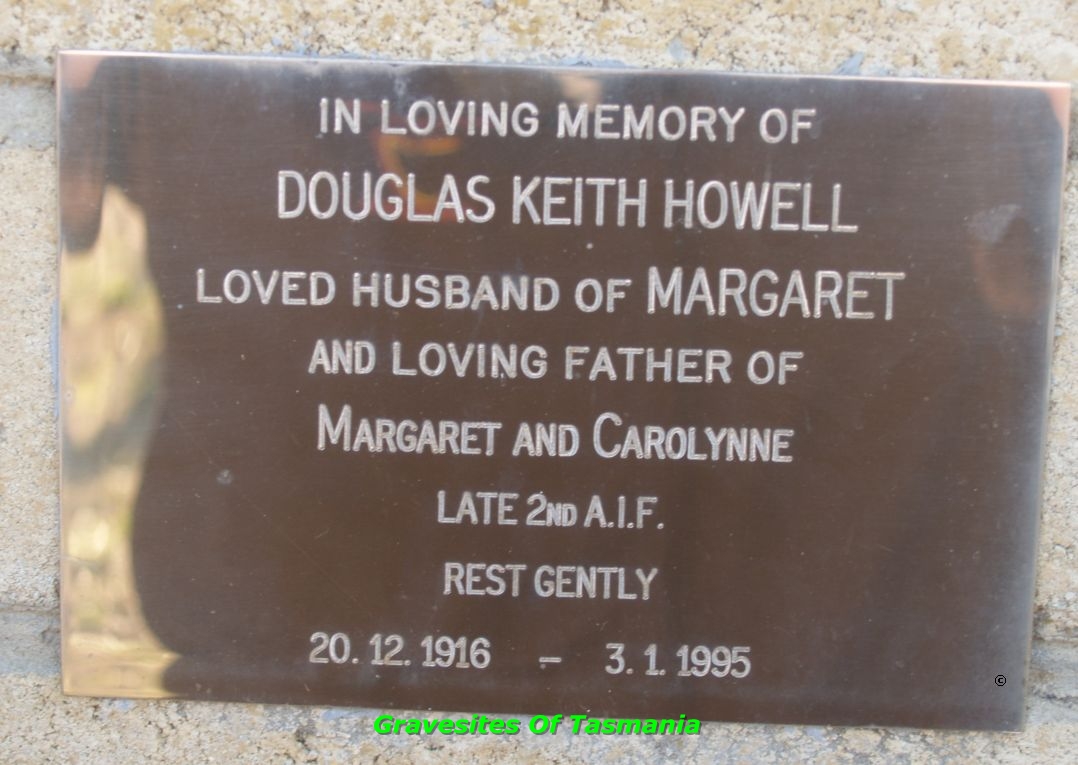 IN LOVING MEMORY OF
DOUGLAS KEITH HOWELL
LOVED HUSBAND OF MARGARET
AND LOVING FATHER OF
MARGARET AND CAROLYNNE
LATE 2ND A.I.F.
REST GENTLY
20. 12. 1916 – 3. 1. 1995
©
Gravesites Of Tasmania